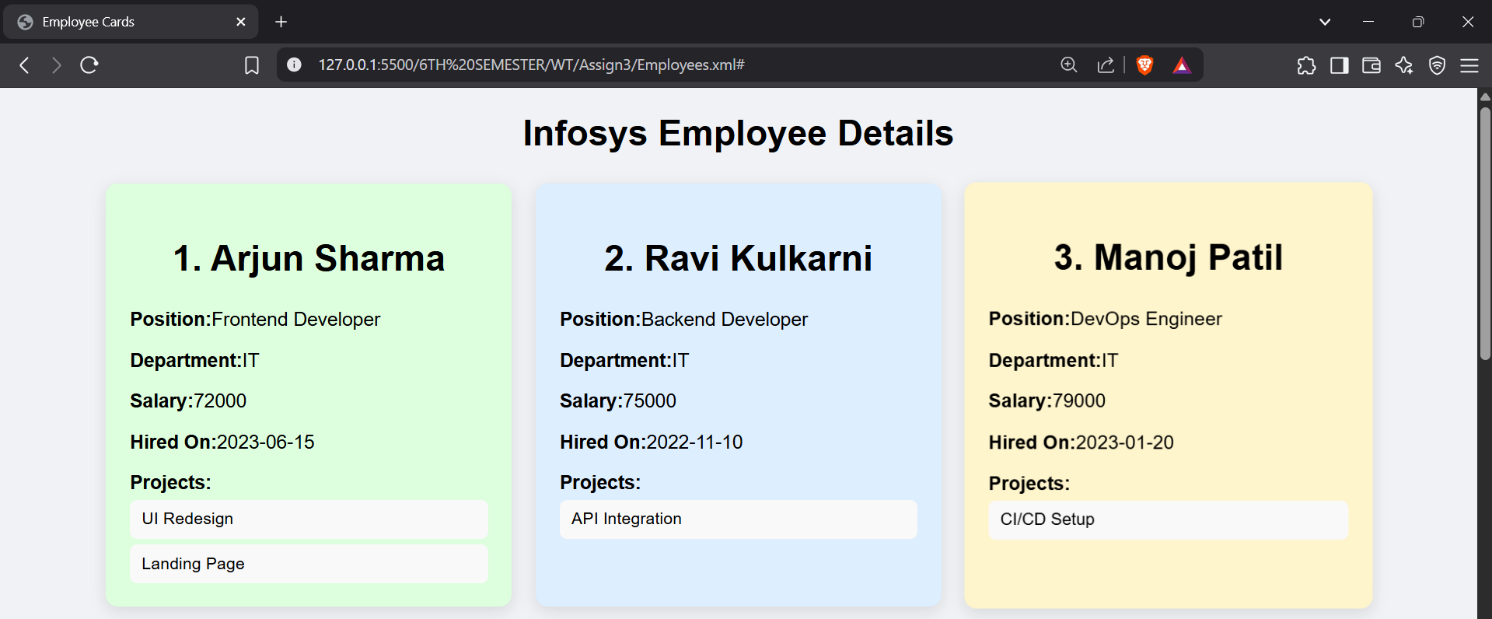 Employee Cards
127.0.0.1:5500/6TH%20SEMESTER/WT/Assign3/Employees.xml#
Infosys Employee Details
1. Arjun Sharma
Position:Frontend Developer
Department:IT
Salary:72000
Hired On:2023-06-15
Projects:
UI Redesign
Landing Page
2. Ravi Kulkarni
Position:Backend Developer
Department:IT
Salary:75000
Hired On:2022-11-10
Projects:
API Integration
3. Manoj Patil
Position:DevOps Engineer
Department:IT
Salary:79000
Hired On:2023-01-20
Projects:
CI/CD Setup